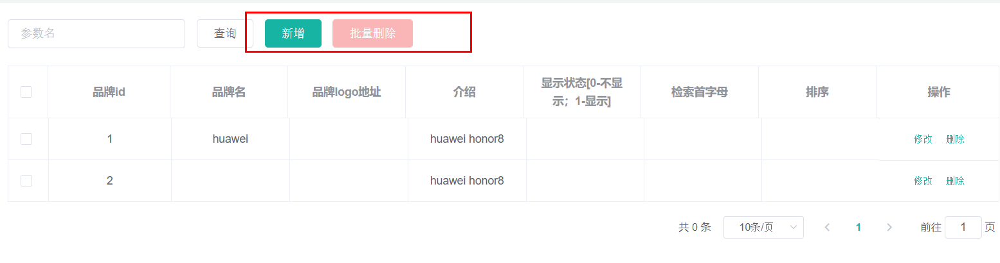 参数名 查询 新增 批量删除
品牌id 品牌名 品牌logo地址 介绍 显示状态[0-不显 检索首字母 排序 操作
示；1-显示]
1 huawei huawei honor8 修改 删除
2 huawei honor8 修改 删除
共 0 条 10条/页 1 前往 1 页